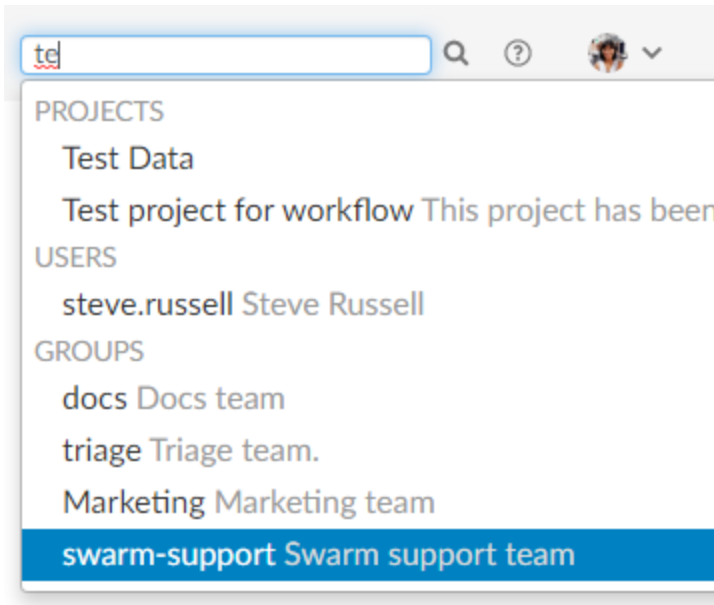 te
PROJECTS
Test Data
Test project for workflow This project has been
USERS
steve.russell Steve Russell
GROUPS
docs Docs team
triage Triage team.
Marketing Marketing team
swarm-support Swarm support team